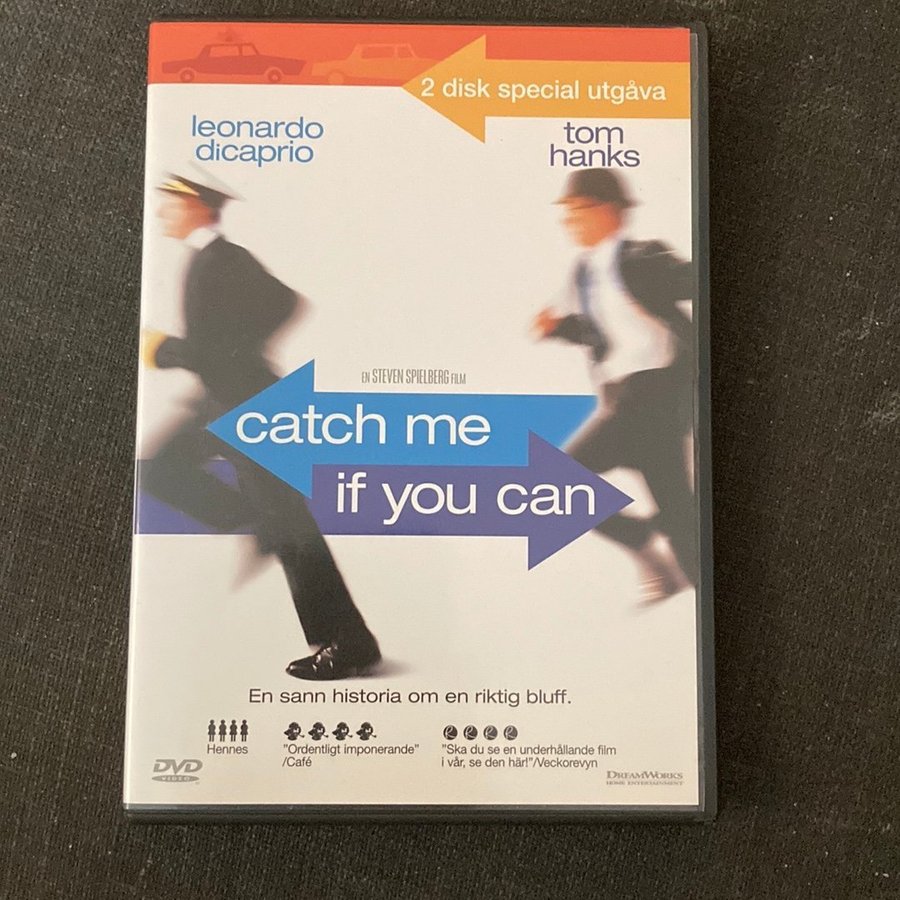 2 disk special utgåva
leonardo
dicaprio
tom
hanks
EN STEVEN SPIELBERG FILM
catch me
if you can
En sann historia om en riktig bluff.
Hennes
"Ordentligt imponerande"
/Café
"Ska du se en underhållande film
i vår, se den här!"/Veckorevyn
DVD
VIDEO
DREAMWORKS
HOME ENTERTAINMENT